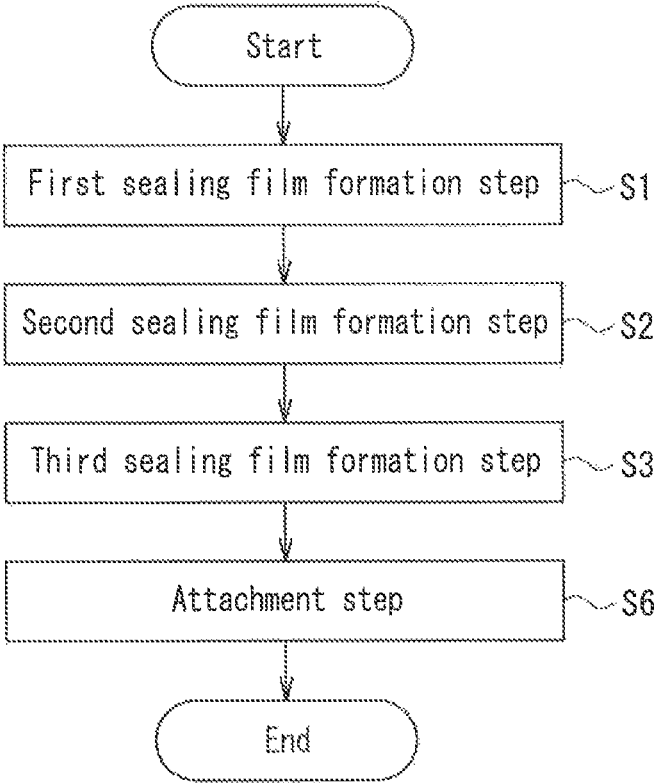 Start
First sealing film formation step S1
Second sealing film formation step S2
Third sealing film formation step S3
Attachment step S6
End